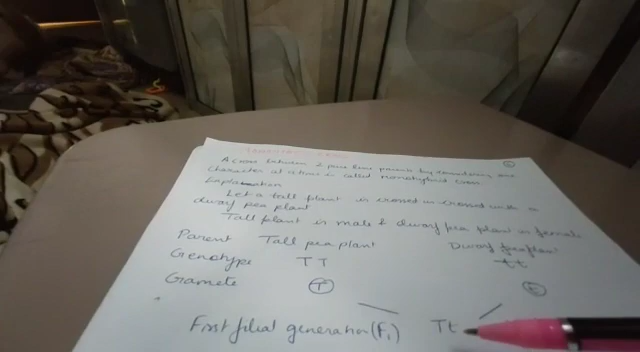 A cross between 2 pure line parents by considering one
character at a time is called monohybrid cross.
Explanation
Let a tall plant is crossed with a
dwarf pea plant
Tall plant is male & dwarf pea plant is female
Parent Tall pea plant Dwarf pea plant
Genotype TT tt
Gamete T t
First filial generation (F1) Tt